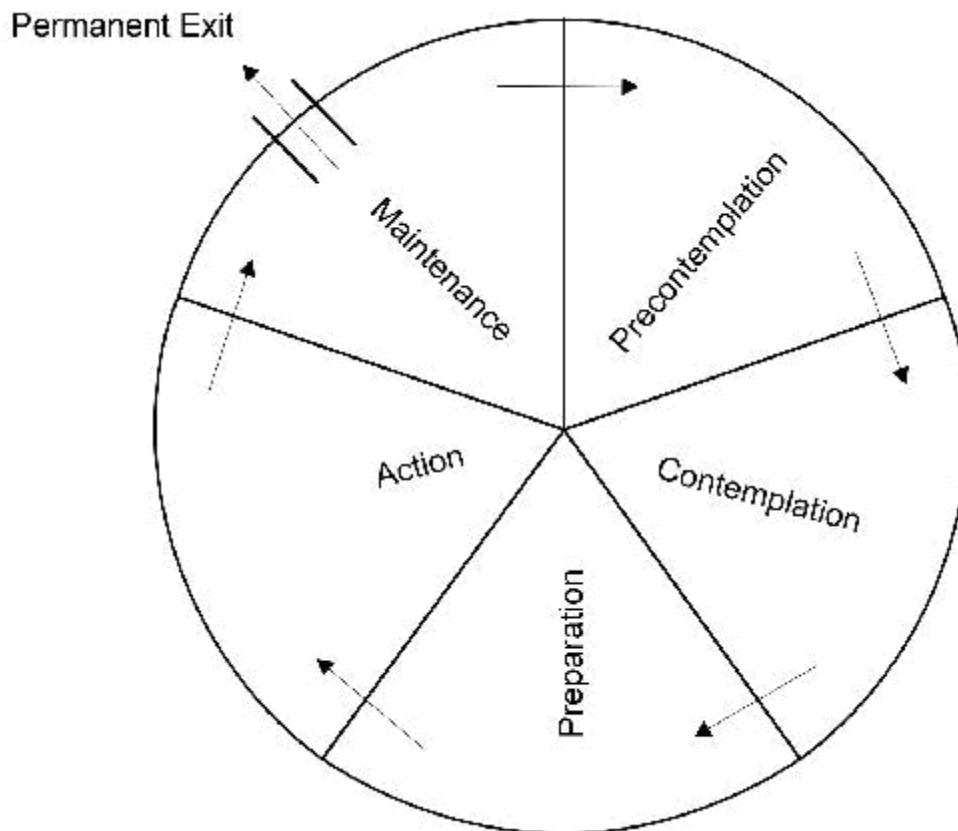 Permanent Exit
Maintenance
Precontemplation
Action
Contemplation
Preparation